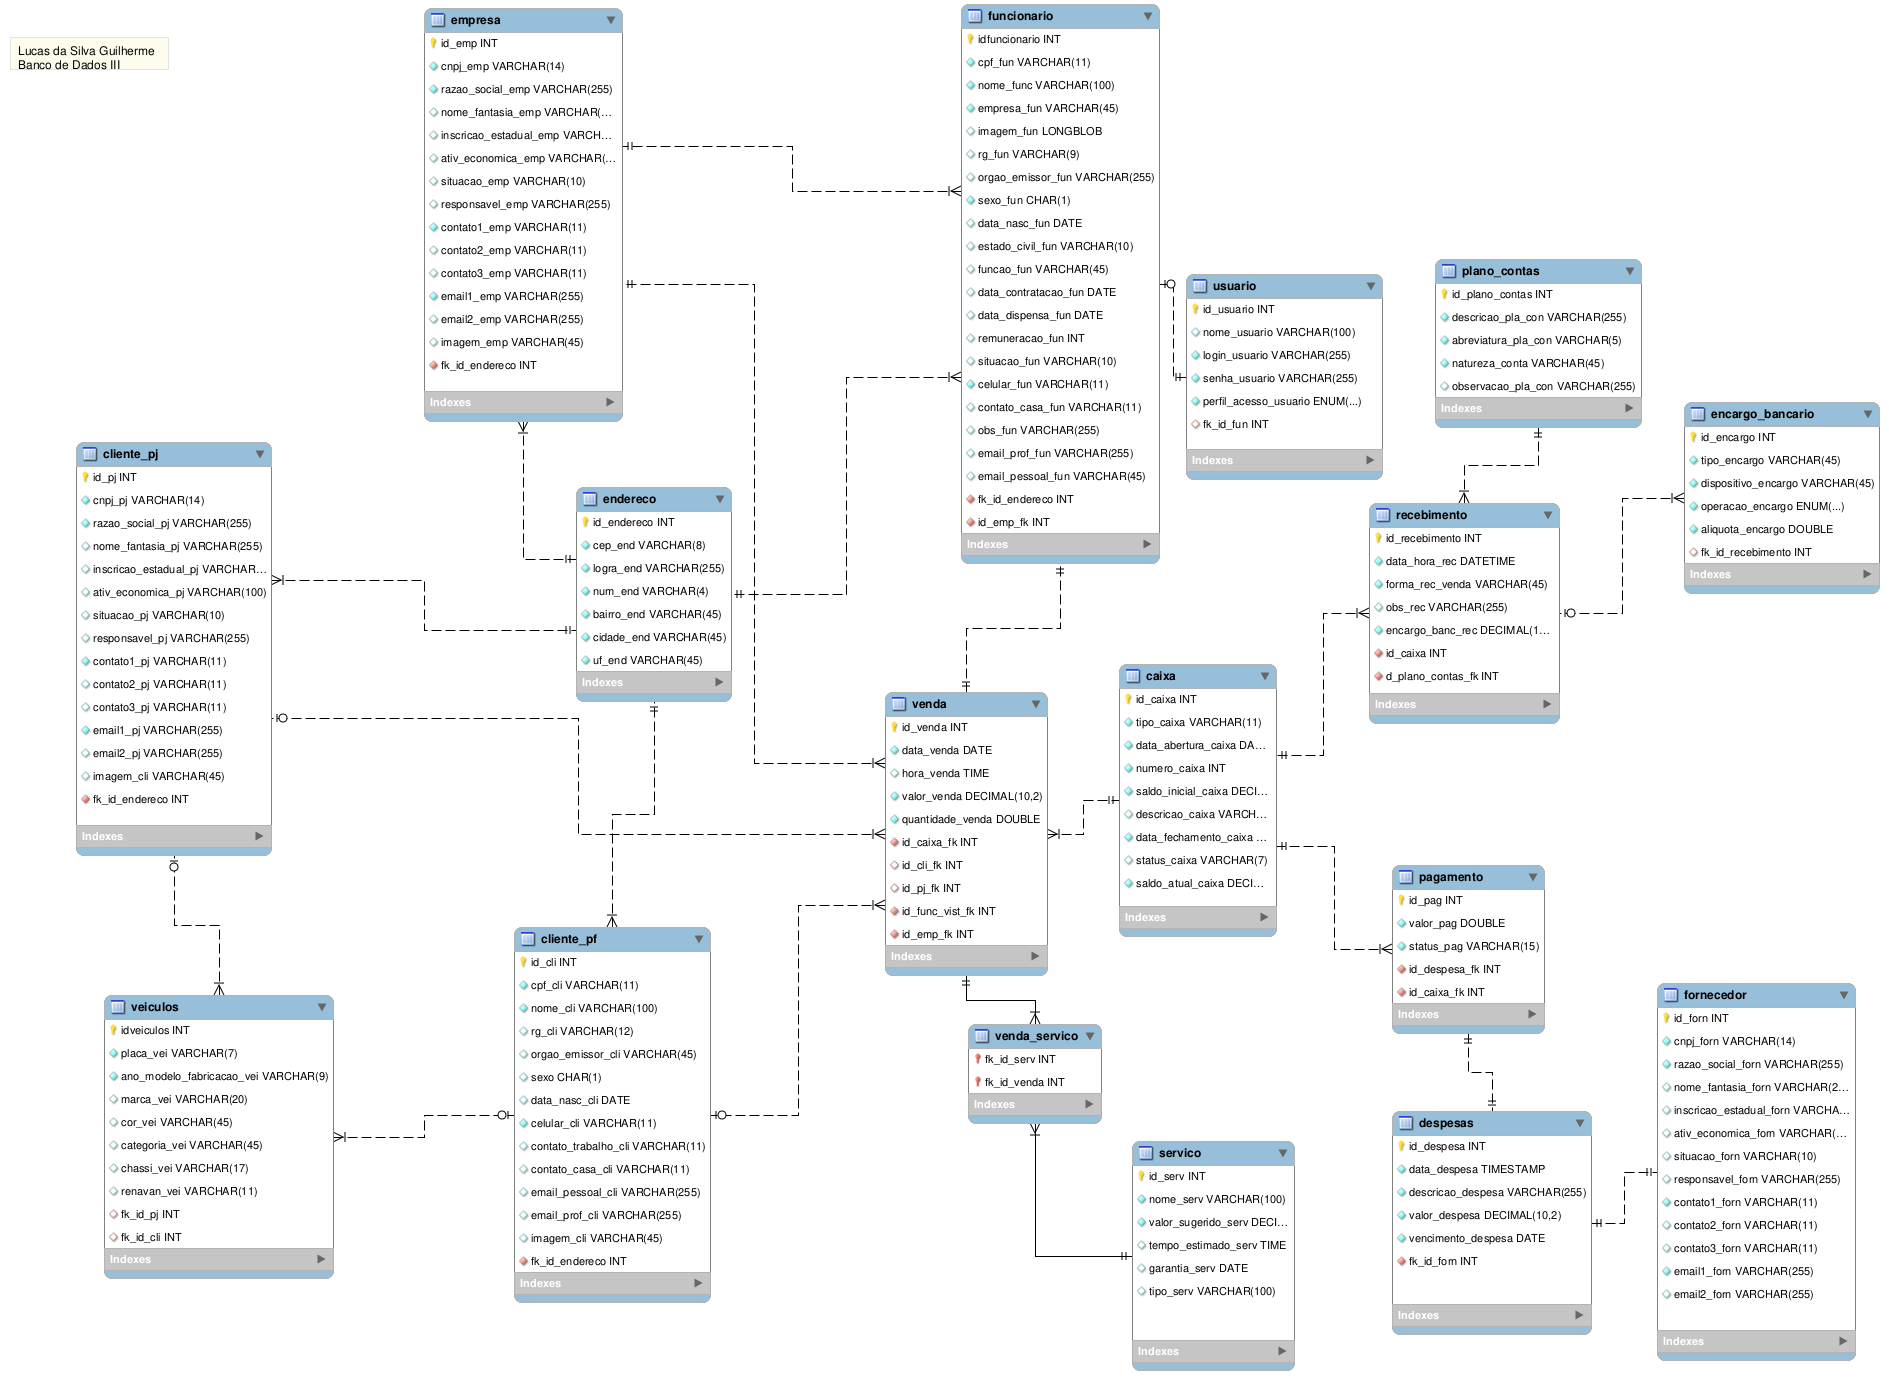 Lucas da Silva Guilherme
Banco de Dados III
empresa
id_emp INT
cnpj_emp VARCHAR(14)
razao_social_emp VARCHAR(255)
nome_fantasia_emp VARCHAR(...
inscricao_estadual_emp VARCH...
ativ_economica_emp VARCHAR(...
situacao_emp VARCHAR(10)
responsavel_emp VARCHAR(255)
contato1_emp VARCHAR(11)
contato2_emp VARCHAR(11)
contato3_emp VARCHAR(11)
email1_emp VARCHAR(255)
email2_emp VARCHAR(255)
imagem_emp VARCHAR(45)
fk_id_endereco INT
Indexes
funcionario
idfuncionario INT
cpf_fun VARCHAR(11)
nome_func VARCHAR(100)
empresa_fun VARCHAR(45)
imagem_fun LONGBLOB
rg_fun VARCHAR(9)
orgao_emissor_fun VARCHAR(255)
sexo_fun CHAR(1)
data_nasc_fun DATE
estado_civil_fun VARCHAR(10)
funcao_fun VARCHAR(45)
data_contratacao_fun DATE
data_dispensa_fun DATE
remuneracao_fun INT
situacao_fun VARCHAR(10)
celular_fun VARCHAR(11)
contato_casa_fun VARCHAR(11)
obs_fun VARCHAR(255)
email_prof_fun VARCHAR(255)
email_pessoal_fun VARCHAR(45)
fk_id_endereco INT
id_emp_fk INT
Indexes
usuario
id_usuario INT
nome_usuario VARCHAR(100)
login_usuario VARCHAR(255)
senha_usuario VARCHAR(255)
perfil_acesso_usuario ENUM(...)
fk_id_fun INT
Indexes
plano_contas
id_plano_contas INT
descricao_pla_con VARCHAR(255)
abreviatura_pla_con VARCHAR(5)
natureza_conta VARCHAR(45)
observacao_pla_con VARCHAR(255)
Indexes
encargo_bancario
id_encargo INT
tipo_encargo VARCHAR(45)
dispositivo_encargo VARCHAR(45)
operacao_encargo ENUM(...)
aliquota_encargo DOUBLE
fk_id_recebimento INT
Indexes
cliente_pj
id_pj INT
cnpj_pj VARCHAR(14)
razao_social_pj VARCHAR(255)
nome_fantasia_pj VARCHAR(255)
inscricao_estadual_pj VARCHAR...
ativ_economica_pj VARCHAR(100)
situacao_pj VARCHAR(10)
responsavel_pj VARCHAR(255)
contato1_pj VARCHAR(11)
contato2_pj VARCHAR(11)
contato3_pj VARCHAR(11)
email1_pj VARCHAR(255)
email2_pj VARCHAR(255)
imagem_cli VARCHAR(45)
fk_id_endereco INT
Indexes
endereco
id_endereco INT
cep_end VARCHAR(8)
logra_end VARCHAR(255)
num_end VARCHAR(4)
bairro_end VARCHAR(45)
cidade_end VARCHAR(45)
uf_end VARCHAR(45)
Indexes
recebimento
id_recebimento INT
data_hora_rec DATETIME
forma_rec_venda VARCHAR(45)
obs_rec VARCHAR(255)
encargo_banc_rec DECIMAL(1...
id_caixa INT
d_plano_contas_fk INT
Indexes
venda
id_venda INT
data_venda DATE
hora_venda TIME
valor_venda DECIMAL(10,2)
quantidade_venda DOUBLE
id_caixa_fk INT
id_cli_fk INT
id_pj_fk INT
id_func_vist_fk INT
id_emp_fk INT
Indexes
caixa
id_caixa INT
tipo_caixa VARCHAR(11)
data_abertura_caixa DA...
numero_caixa INT
saldo_inicial_caixa DECI...
descricao_caixa VARCH...
data_fechamento_caixa ...
status_caixa VARCHAR(7)
saldo_atual_caixa DECI...
Indexes
pagamento
id_pag INT
valor_pag DOUBLE
status_pag VARCHAR(15)
id_despesa_fk INT
id_caixa_fk INT
Indexes
cliente_pf
id_cli INT
cpf_cli VARCHAR(11)
nome_cli VARCHAR(100)
rg_cli VARCHAR(12)
orgao_emissor_cli VARCHAR(45)
sexo CHAR(1)
data_nasc_cli DATE
celular_cli VARCHAR(11)
contato_trabalho_cli VARCHAR(11)
contato_casa_cli VARCHAR(11)
email_pessoal_cli VARCHAR(255)
email_prof_cli VARCHAR(255)
imagem_cli VARCHAR(45)
fk_id_endereco INT
Indexes
veiculos
idveiculos INT
placa_vei VARCHAR(7)
ano_modelo_fabricacao_vei VARCHAR(9)
marca_vei VARCHAR(20)
cor_vei VARCHAR(45)
categoria_vei VARCHAR(45)
chassi_vei VARCHAR(17)
renavan_vei VARCHAR(11)
fk_id_pj INT
fk_id_cli INT
Indexes
venda_servico
fk_id_serv INT
fk_id_venda INT
Indexes
servico
id_serv INT
nome_serv VARCHAR(100)
valor_sugerido_serv DECI...
tempo_estimado_serv TIME
garantia_serv DATE
tipo_serv VARCHAR(100)
Indexes
despesas
id_despesa INT
data_despesa TIMESTAMP
descricao_despesa VARCHAR(255)
valor_despesa DECIMAL(10,2)
vencimento_despesa DATE
fk_id_forn INT
Indexes
fornecedor
id_forn INT
cnpj_forn VARCHAR(14)
razao_social_forn VARCHAR(255)
nome_fantasia_forn VARCHAR(2...
inscricao_estadual_forn VARCHA...
ativ_economica_forn VARCHAR(...
situacao_forn VARCHAR(10)
responsavel_forn VARCHAR(255)
contato1_forn VARCHAR(11)
contato2_forn VARCHAR(11)
contato3_forn VARCHAR(11)
email1_forn VARCHAR(255)
email2_forn VARCHAR(255)
Indexes